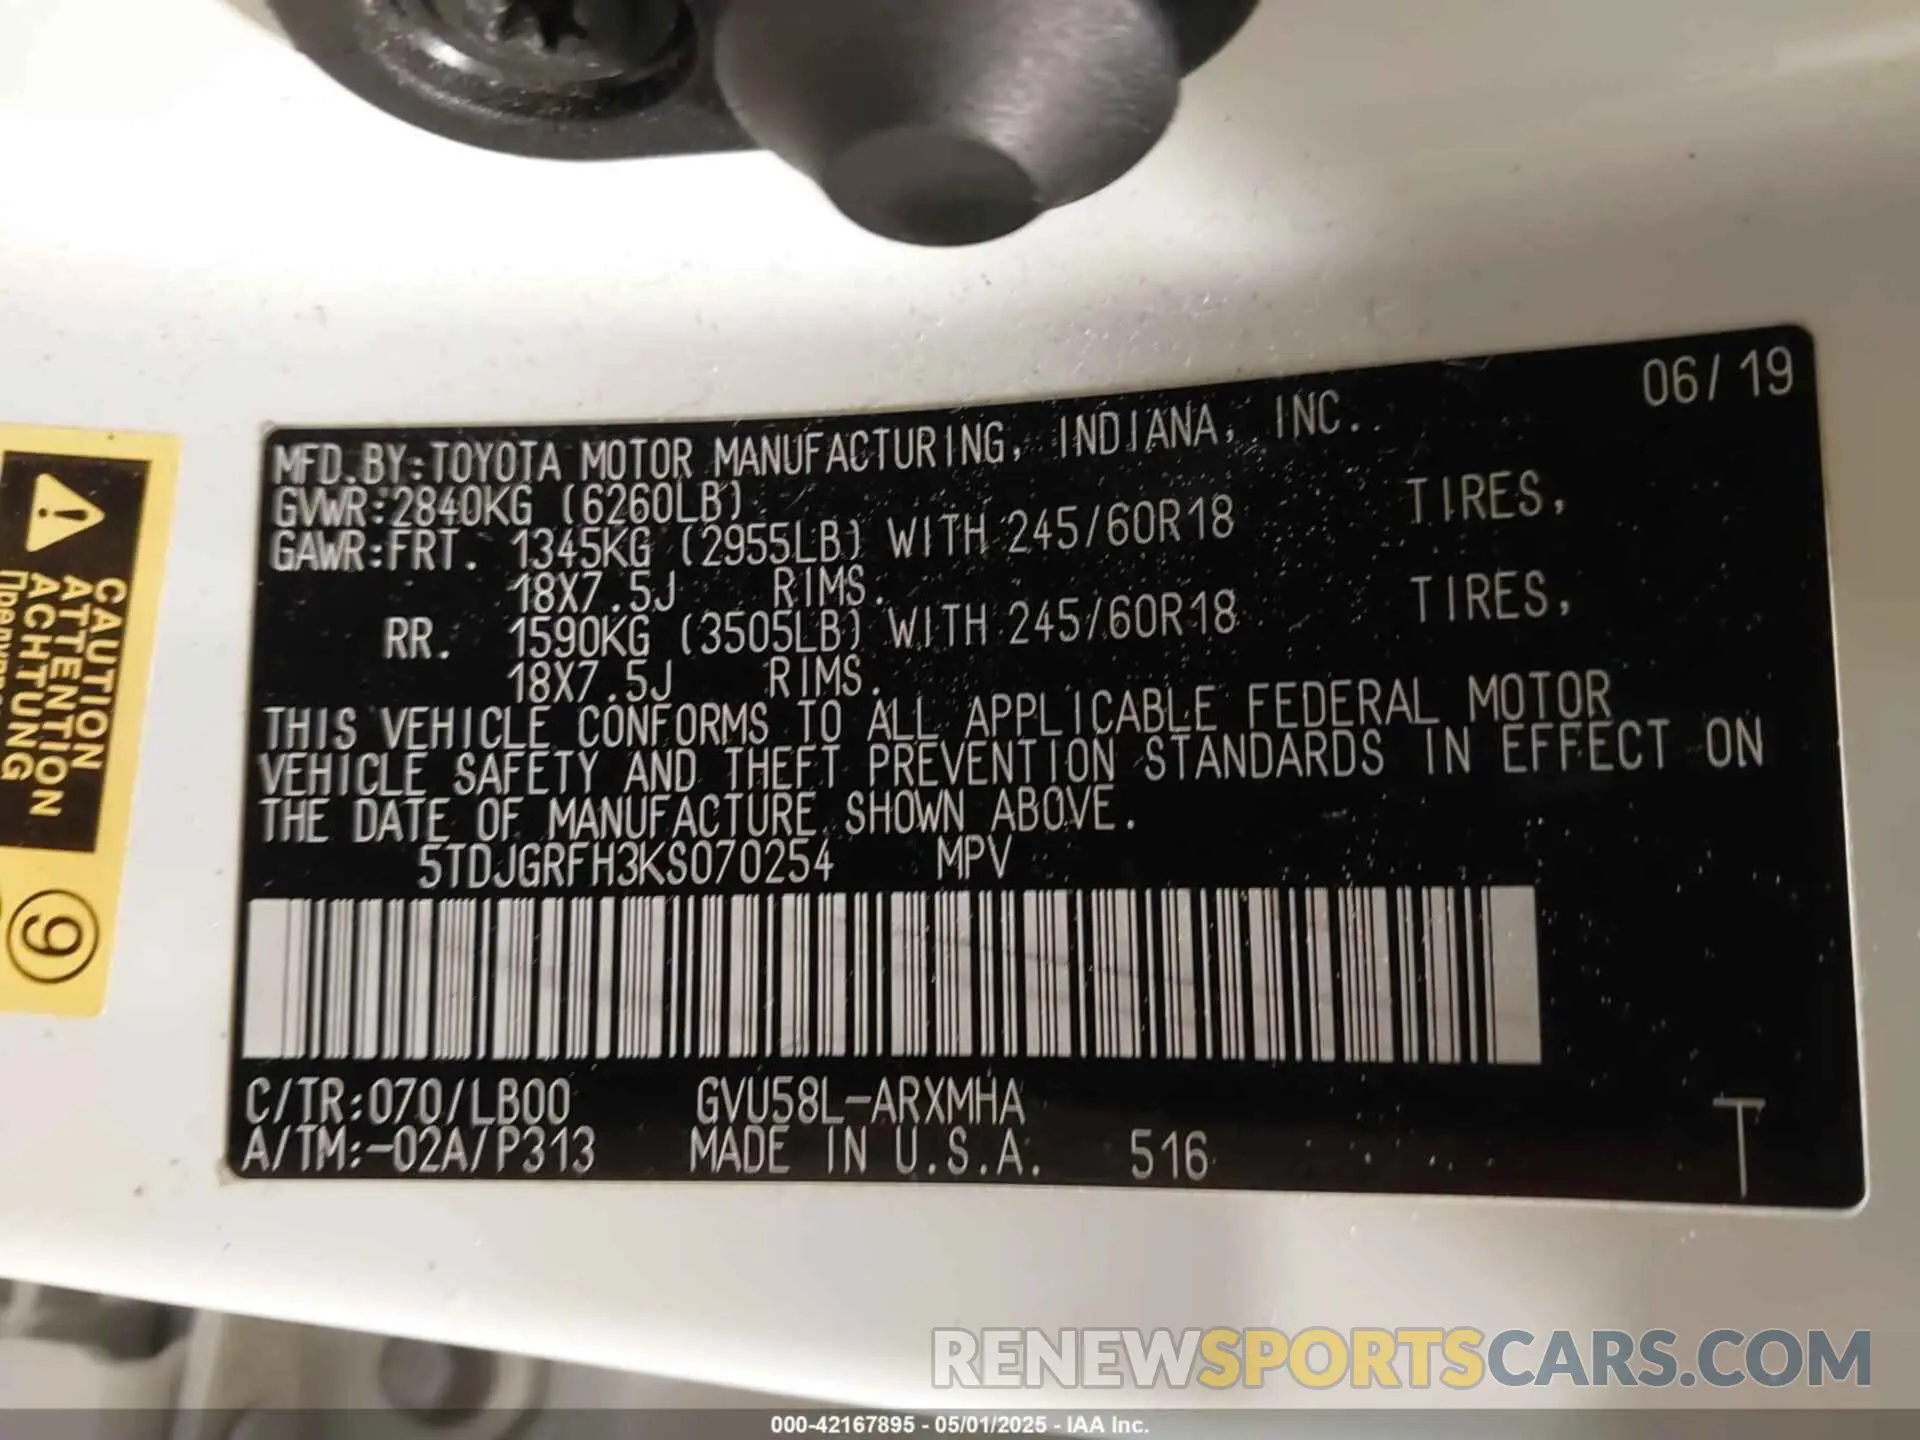 06/19
MFD.BY:TOYOTA MOTOR MANUFACTURING, INDIANA, INC.
GVWR:2840KG (6260LB)
GAWR:FRT. 1345KG (2955LB) WITH 245/60R18 TIRES,
18X7.5J RIMS.
RR. 1590KG (3505LB) WITH 245/60R18 TIRES,
18X7.5J RIMS.
THIS VEHICLE CONFORMS TO ALL APPLICABLE FEDERAL MOTOR
VEHICLE SAFETY AND THEFT PREVENTION STANDARDS IN EFFECT ON
THE DATE OF MANUFACTURE SHOWN ABOVE.
5TDJGRFH3KS070254 MPV
C/TR:070/LB00 GVU58L-ARXMHA
A/TM:-02A/P313 MADE IN U.S.A. 516
T
CAUTION
ATTENTION
ACHTUNG
9
RENEWSPORTSCARS.COM
000-42167895 - 05/01/2025 - IAA Inc.